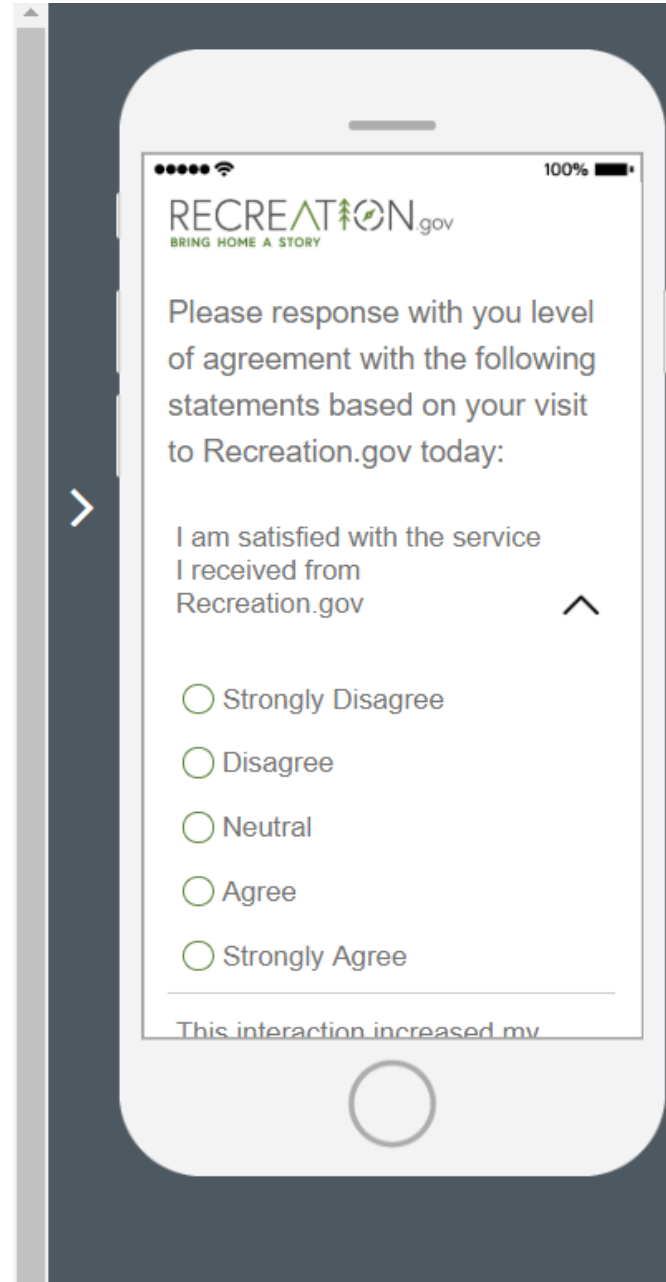 100%
RECREATION.gov
BRING HOME A STORY
Please response with you level
of agreement with the following
statements based on your visit
to Recreation.gov today:
I am satisfied with the service
I received from
Recreation.gov
Strongly Disagree
Disagree
Neutral
Agree
Strongly Agree
This interaction increased my